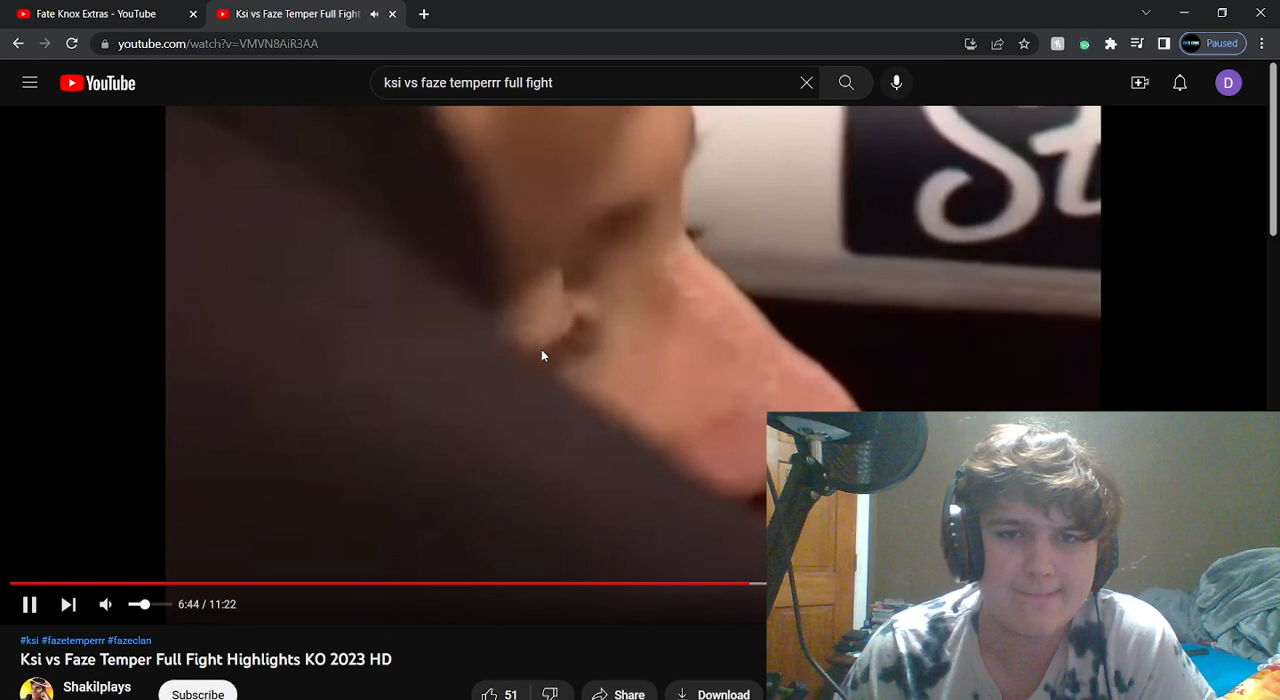 Fate Knox Extras - YouTube
Ksi vs Faze Temper Full Fight
youtube.com/watch?v=VMVN8AiR3AA
Paused
YouTube
ksi vs faze temperrr full fight
D
St
6:44 / 11:22
#ksi #fazetemperrr #fazeclan
Ksi vs Faze Temper Full Fight Highlights KO 2023 HD
Shakilplays
Subscribe
51
Share
Download